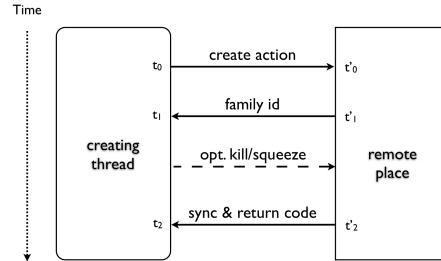 Time
create action
t0
t'0
family id
t1
t'1
creating
thread
opt. kill/squeeze
remote
place
sync & return code
t2
t'2